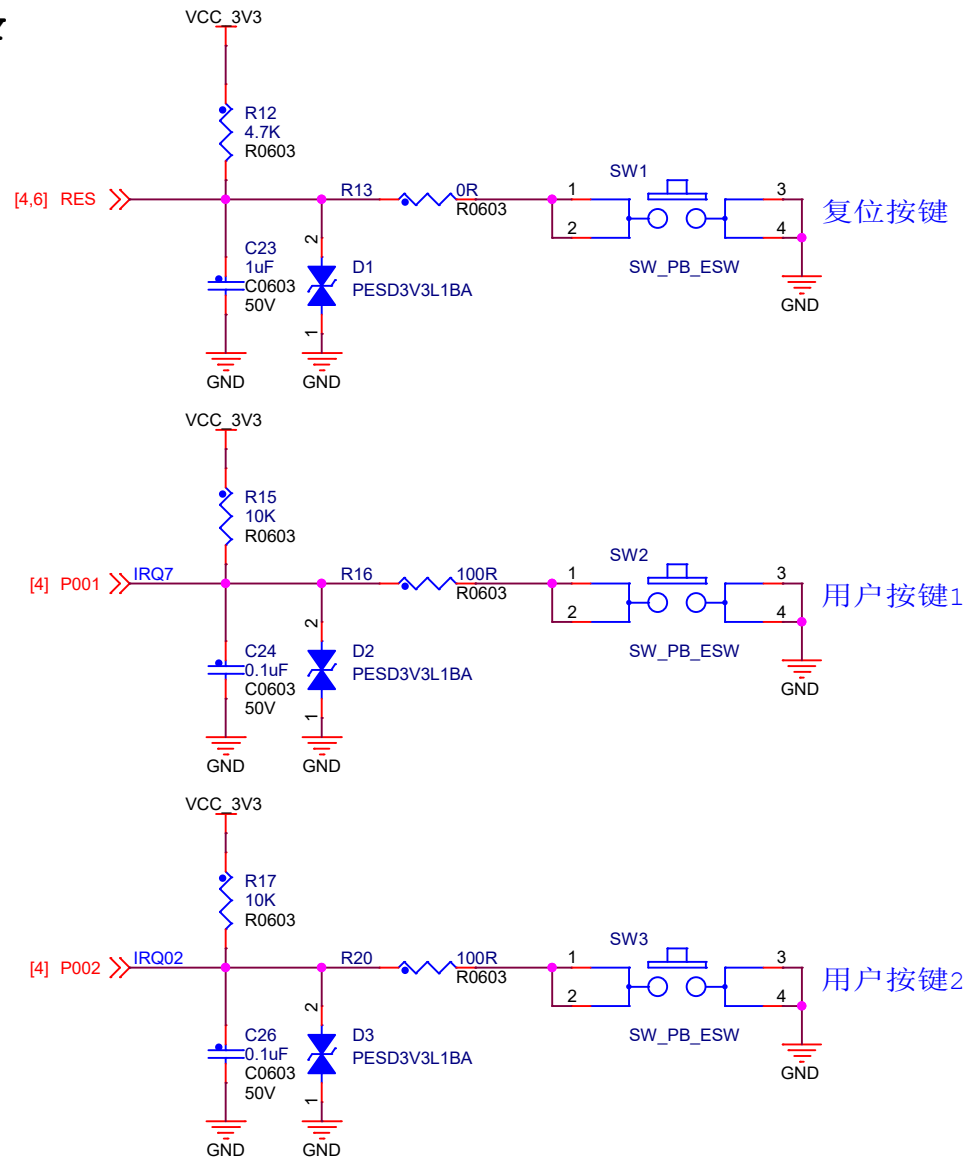 VCC_3V3
R12
4.7K
R0603
[4,6] RES
R13
0R
R0603
SW1
1
2
3
4
SW_PB_ESW
复位按键
GND
C23
1uF
C0603
50V
2
D1
PESD3V3L1BA
1
GND
GND
VCC_3V3
R15
10K
R0603
[4] P001
IRQ7
R16
100R
R0603
SW2
1
2
3
4
SW_PB_ESW
用户按键1
GND
C24
0.1uF
C0603
50V
2
D2
PESD3V3L1BA
1
GND
GND
VCC_3V3
R17
10K
R0603
[4] P002
IRQ02
R20
100R
R0603
SW3
1
2
3
4
SW_PB_ESW
用户按键2
GND
C26
0.1uF
C0603
50V
2
D3
PESD3V3L1BA
1
GND
GND